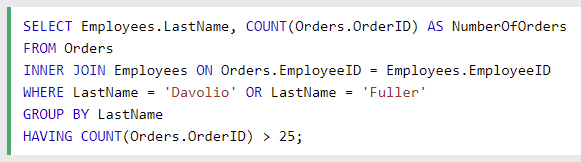 SELECT Employees.LastName, COUNT(Orders.OrderID) AS NumberOfOrders
FROM Orders
INNER JOIN Employees ON Orders.EmployeeID = Employees.EmployeeID
WHERE LastName = 'Davolio' OR LastName = 'Fuller'
GROUP BY LastName
HAVING COUNT(Orders.OrderID) > 25;